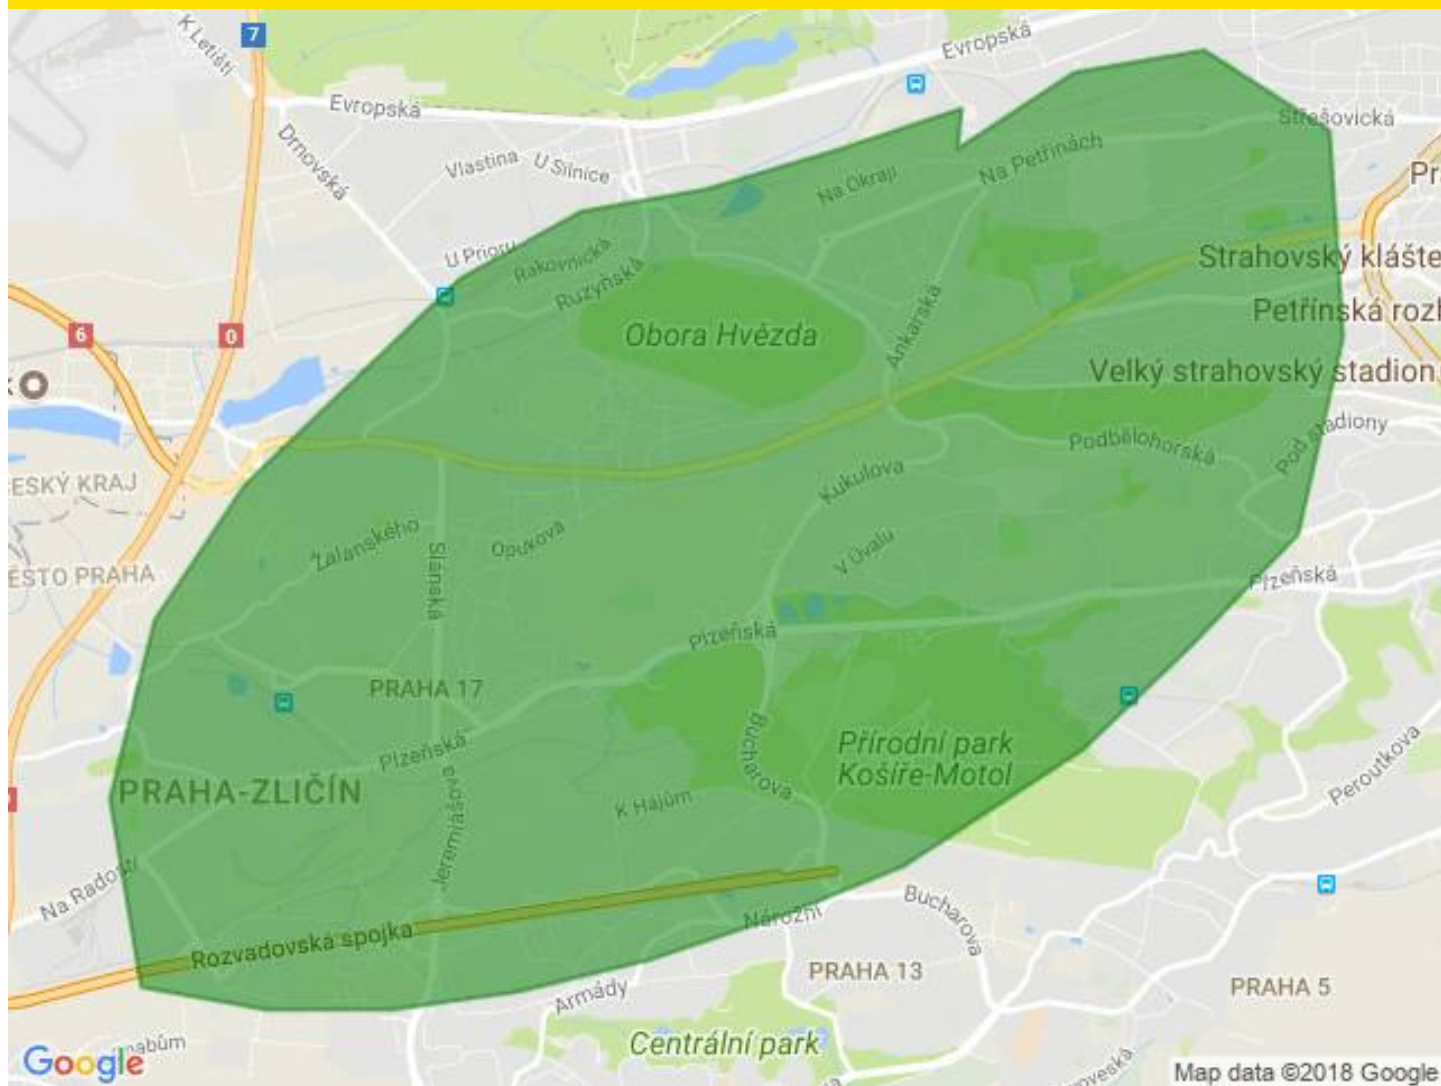 K Letišti
7
Evropská
Evropská
Střešovická
Drnovská
Vlastina
U Silnice
Na Petřinách
Na Okraji
U Prioru
Rakovnická
Ruzyňská
Strahovský klášte
Petřínská rozh
Obora Hvězda
Ankarská
6
0
Velký strahovský stadion
Pod stadiony
Podbělohorská
Kukulova
ESKÝ KRAJ
Žalanského
Slánská
Opukova
V Úvalu
ĚSTO PRAHA
Plzeňská
Plzeňská
PRAHA 17
Plzeňská
Bucharova
Přírodní park
Košíře-Motol
Peroutkova
PRAHA-ZLIČÍN
K Hájům
Jeremiášova
Na Radosti
Rozvadovská spojka
Nárožní
Bucharova
PRAHA 13
PRAHA 5
Armády
Centrální park
Google
Map data ©2018 Google